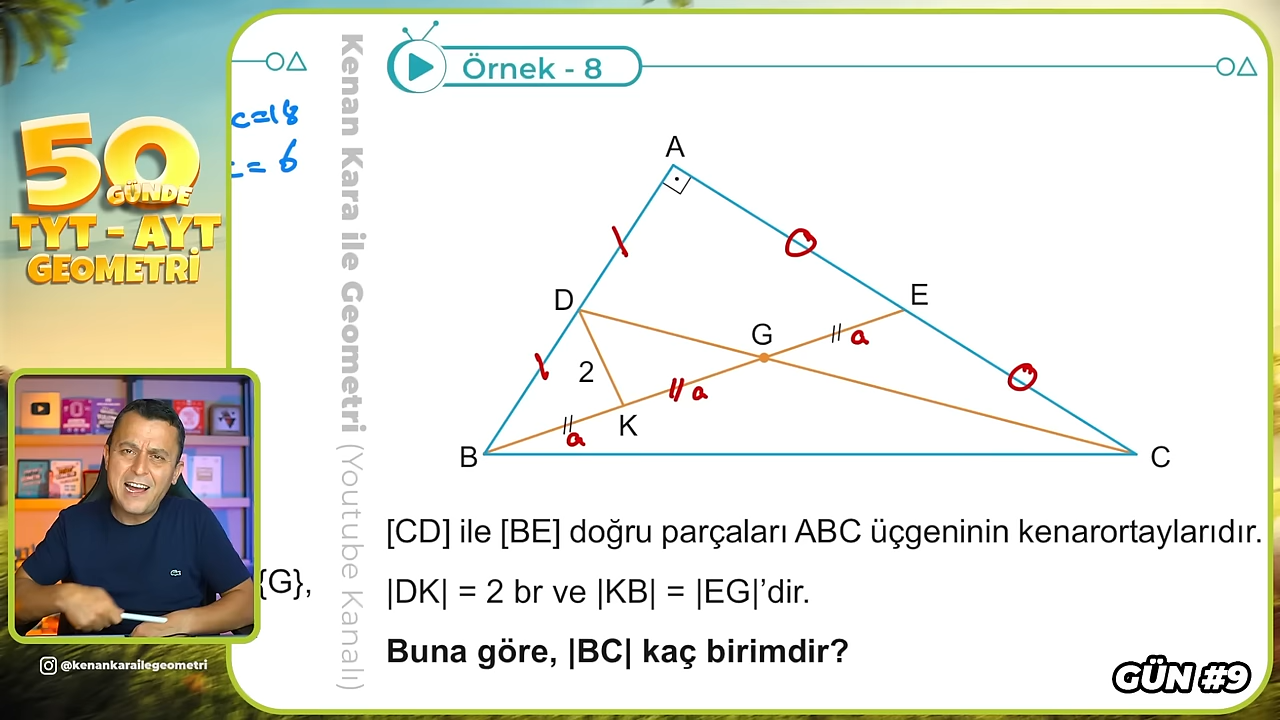 50
GÜNDE
TYT - AYT
GEOMETRİ
c=18
= 6
Kenan Kara ile Geometri (Youtube Kanalı)
Örnek - 8
A
D
E
G
a
2
a
K
a
B
C
{G},
[CD] ile [BE] doğru parçaları ABC üçgeninin kenarortaylarıdır.
|DK| = 2 br ve |KB| = |EG|’dir.
Buna göre, |BC| kaç birimdir?
@kenankarailegeometri
GÜN #9